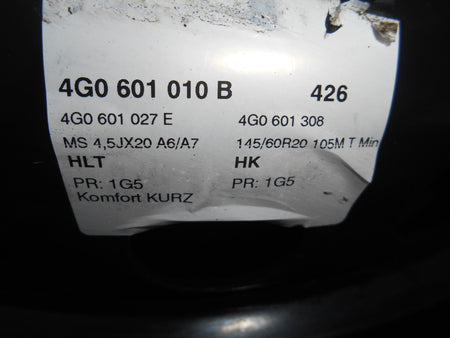 4G0 601 010 B 426
4G0 601 027 E 4G0 601 308
MS 4,5JX20 A6/A7 145/60R20 105M T Min
HLT HK
PR: 1G5 PR: 1G5
Komfort KURZ